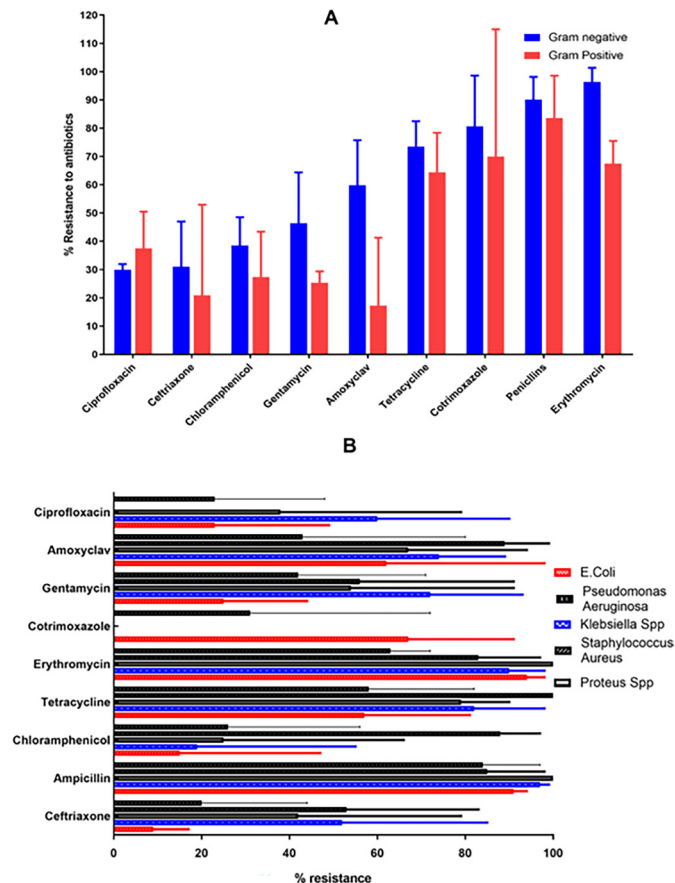 A
% Resistance to antibiotics
120
110
100
90
80
70
60
50
40
30
20
10
0
Gram negative
Gram Positive
Ciprofloxacin
Ceftriaxone
Chloramphenicol
Gentamycin
Amoxyclav
Tetracycline
Cotrimoxazole
Penicilins
Erythromycin
B
Ciprofloxacin
Amoxyclav
Gentamycin
Cotrimoxazole
Erythromycin
Tetracycline
Chloramphenicol
Ampicillin
Ceftriaxone
E.Coli
Pseudomonas
Aeruginosa
Klebsiella Spp
Staphylococcus
Aureus
Proteus Spp
0 20 40 60 80 100
% resistance